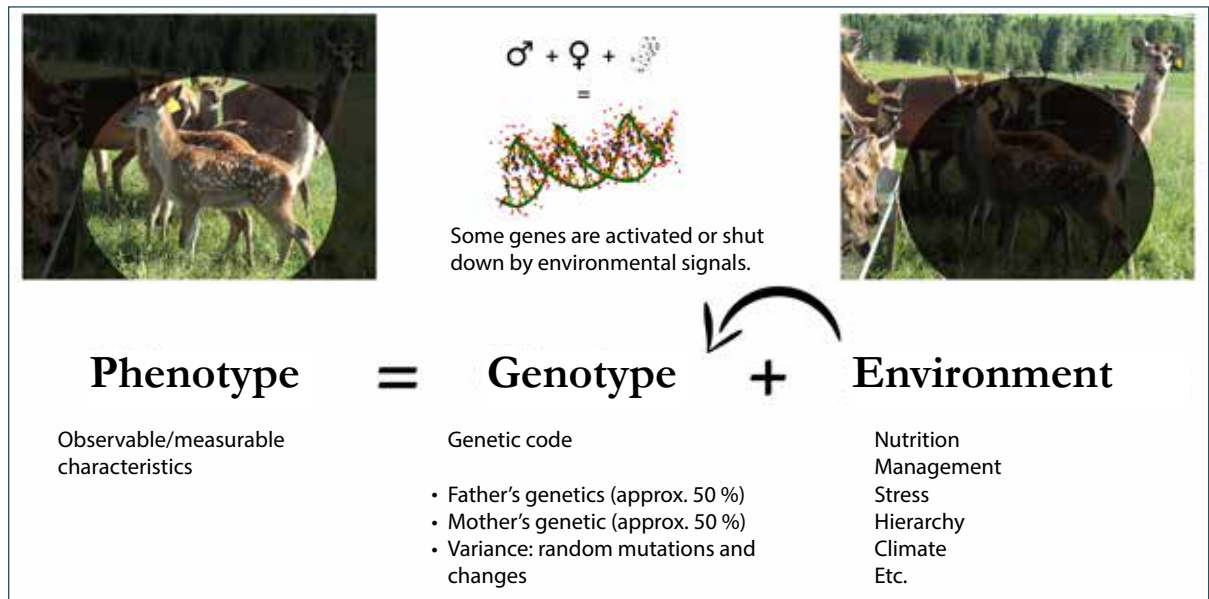 ♂ + ♀ +
=
Some genes are activated or shut
down by environmental signals.
Phenotype = Genotype + Environment
Observable/measurable
characteristics
Genetic code
• Father's genetics (approx. 50 %)
• Mother's genetic (approx. 50 %)
• Variance: random mutations and
changes
Nutrition
Management
Stress
Hierarchy
Climate
Etc.